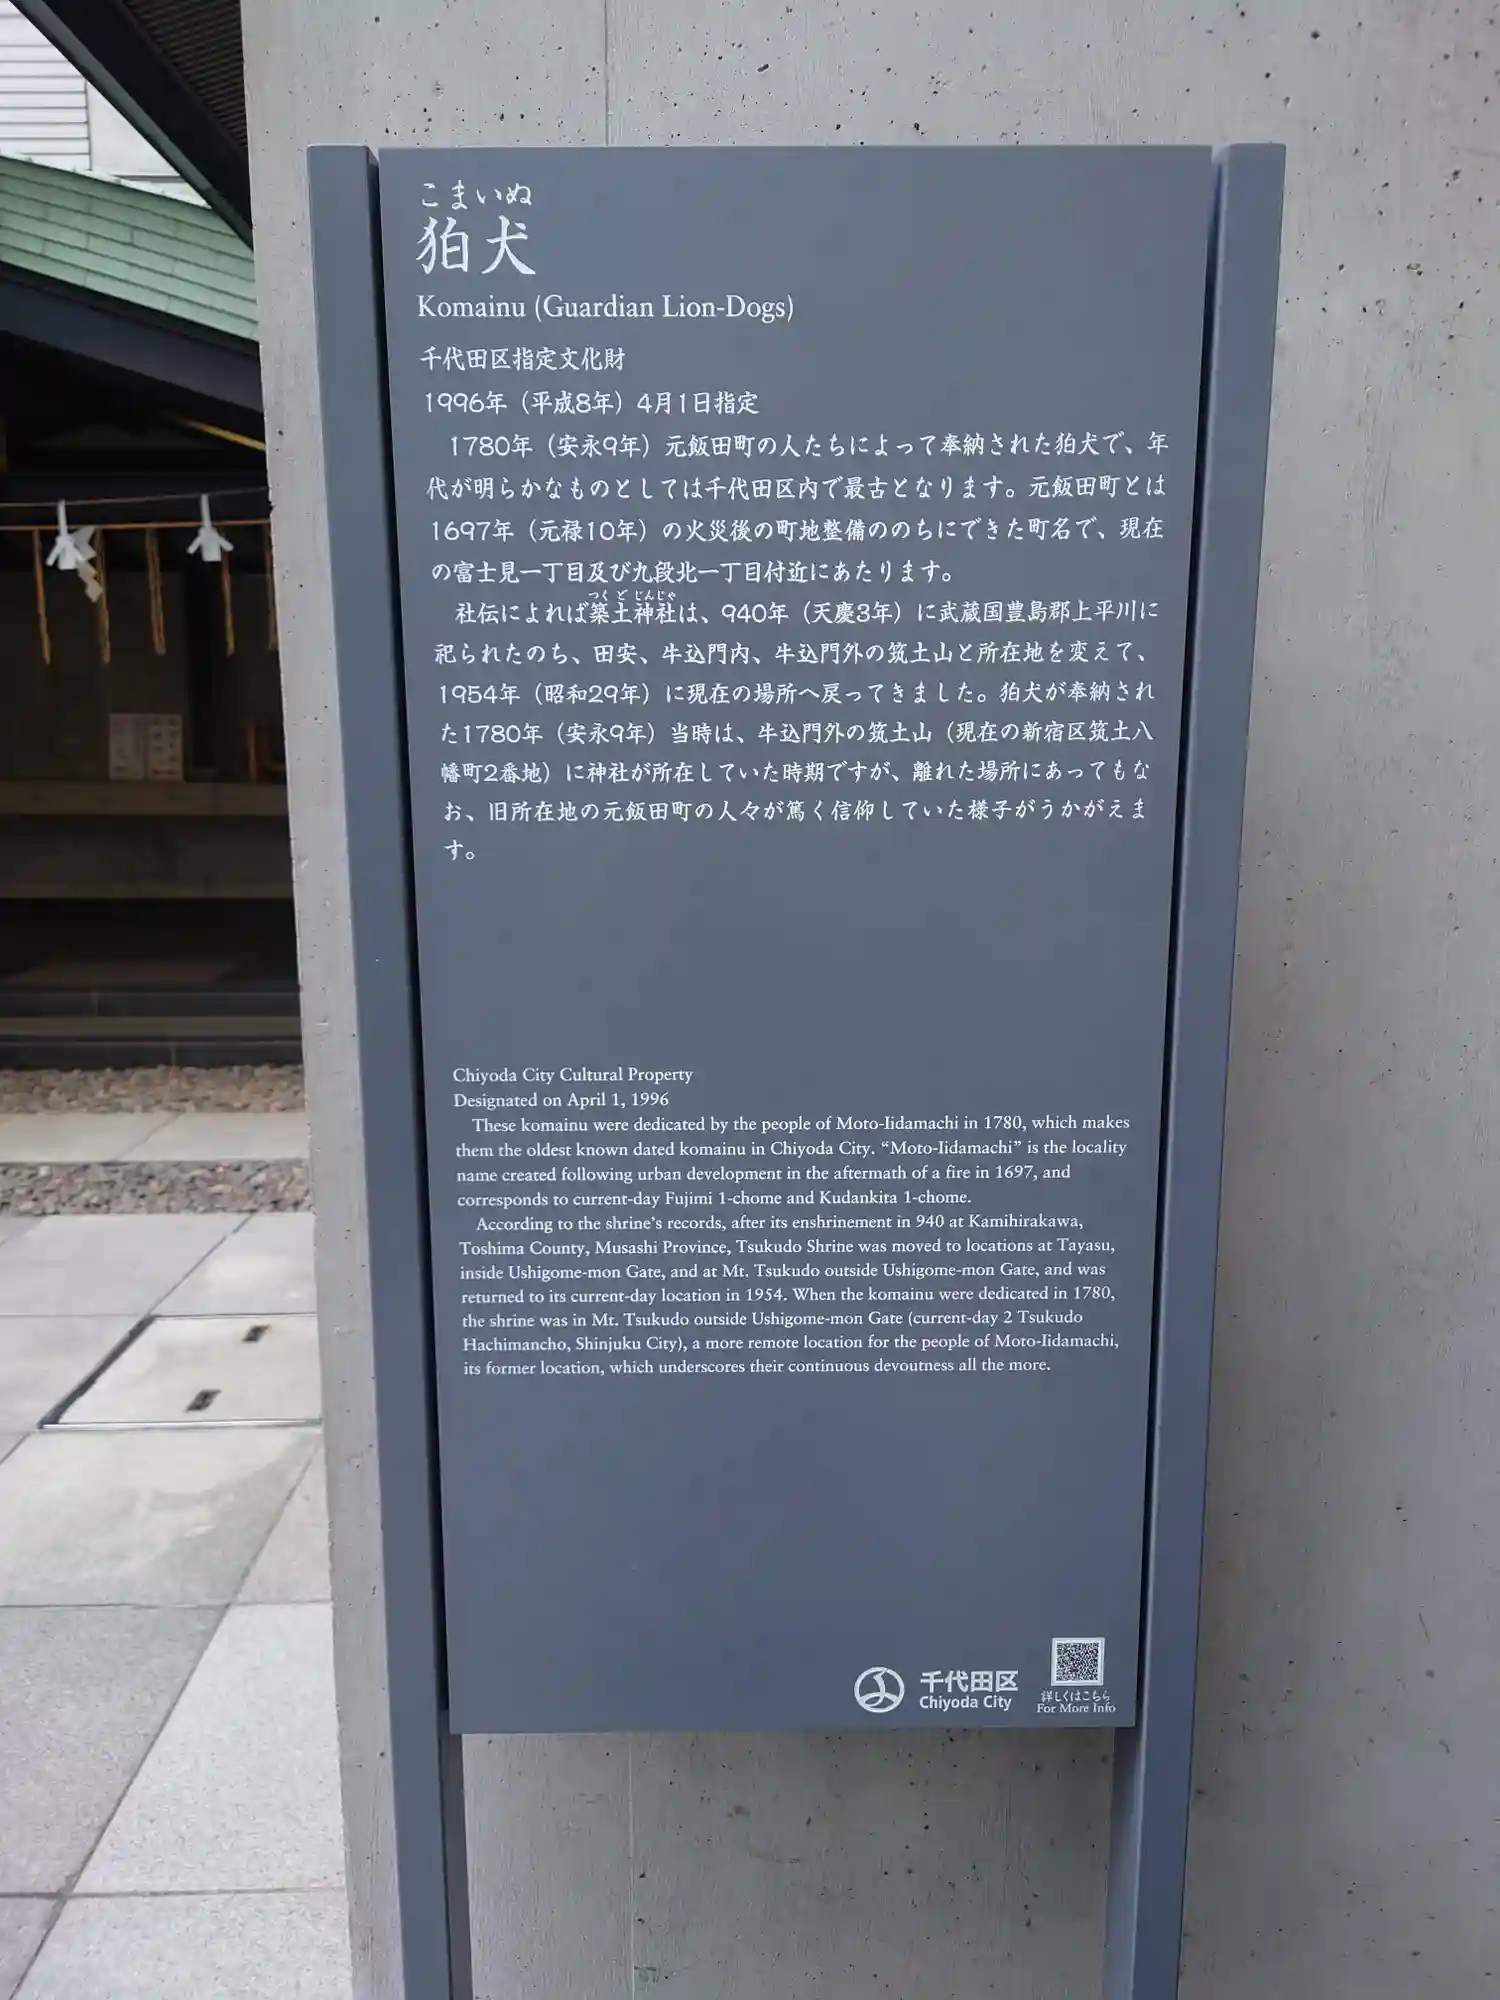 こまいぬ
狛犬
Komainu (Guardian Lion-Dogs)
千代田区指定文化財
1996年（平成8年）4月1日指定
1780年（安永9年）元飯田町の人たちによって奉納された狛犬で、年
代が明らかなものとしては千代田区内で最古となります。元飯田町とは
1697年（元禄10年）の火災後の町地整備ののちにできた町名で、現在
の富士見一丁目及び九段北一丁目付近にあたります。
つくどじんじゃ
社伝によれば築土神社は、940年（天慶3年）に武蔵国豊島郡上平川に
祀られたのち、田安、牛込門内、牛込門外の筑土山と所在地を変えて、
1954年（昭和29年）に現在の場所へ戻ってきました。狛犬が奉納され
た1780年（安永9年）当時は、牛込門外の筑土山（現在の新宿区筑土八
幡町2番地）に神社が所在していた時期ですが、離れた場所にあってもな
お、旧所在地の元飯田町の人々が篤く信仰していた様子がうかがえま
す。
Chiyoda City Cultural Property
Designated on April 1, 1996
These komainu were dedicated by the people of Moto-Iidamachi in 1780, which makes
them the oldest known dated komainu in Chiyoda City. “Moto-Iidamachi” is the locality
name created following urban development in the aftermath of a fire in 1697, and
corresponds to current-day Fujimi 1-chome and Kudankita 1-chome.
According to the shrine’s records, after its enshrinement in 940 at Kamihirakawa,
Toshima County, Musashi Province, Tsukudo Shrine was moved to locations at Tayasu,
inside Ushigome-mon Gate, and at Mt. Tsukudo outside Ushigome-mon Gate, and was
returned to its current-day location in 1954. When the komainu were dedicated in 1780,
the shrine was in Mt. Tsukudo outside Ushigome-mon Gate (current-day 2 Tsukudo
Hachimancho, Shinjuku City), a more remote location for the people of Moto-Iidamachi,
its former location, which underscores their continuous devoutness all the more.
千代田区
Chiyoda City
詳しくはこちら
For More Info